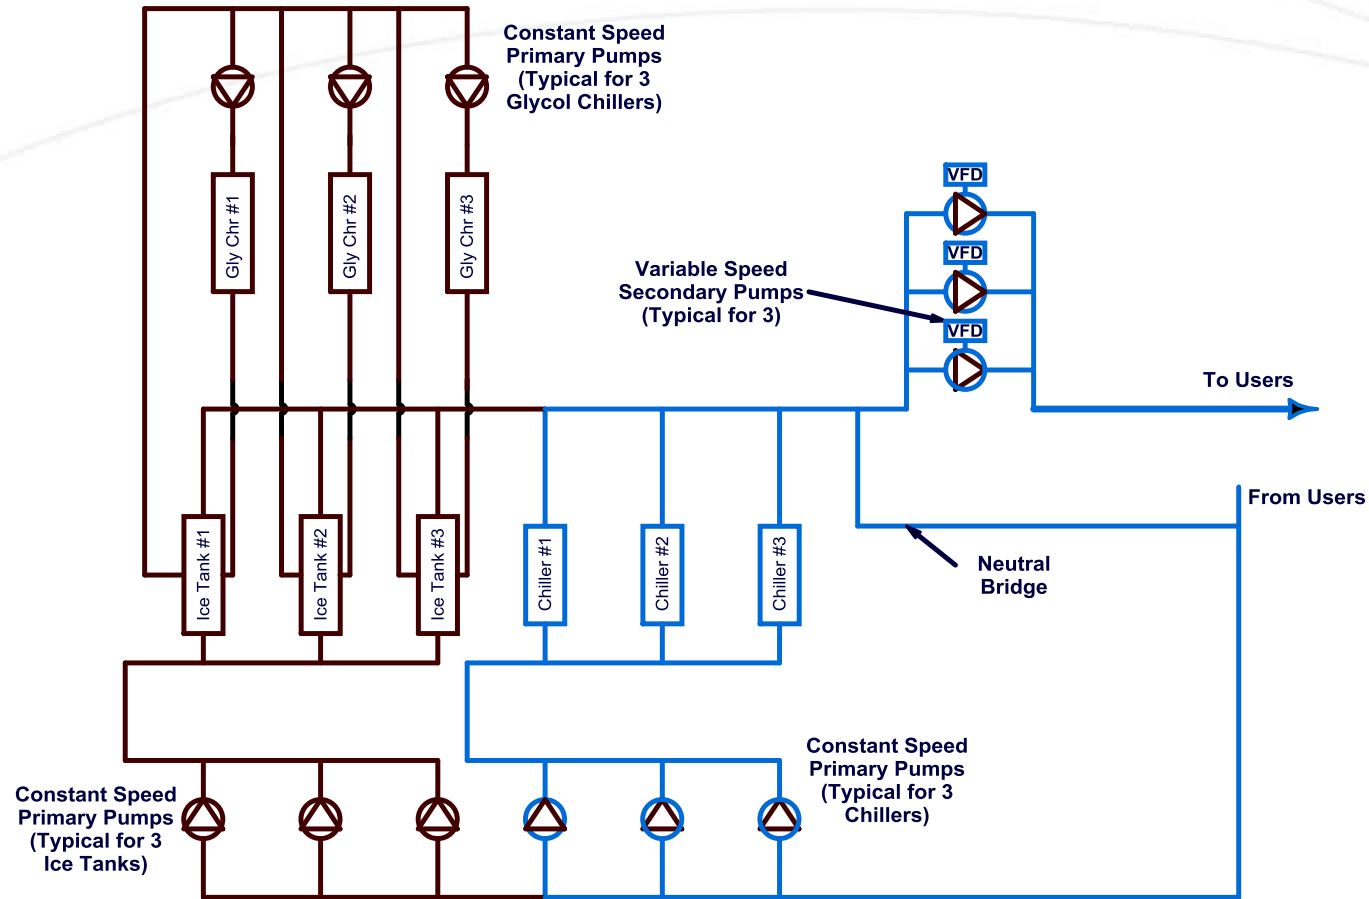 Constant Speed
Primary Pumps
(Typical for 3
Glycol Chillers)
Gly Chr #1
Gly Chr #2
Gly Chr #3
VFD
VFD
VFD
Variable Speed
Secondary Pumps
(Typical for 3)
To Users
From Users
Neutral
Bridge
Ice Tank #1
Ice Tank #2
Ice Tank #3
Chiller #1
Chiller #2
Chiller #3
Constant Speed
Primary Pumps
(Typical for 3
Chillers)
Constant Speed
Primary Pumps
(Typical for 3
Ice Tanks)